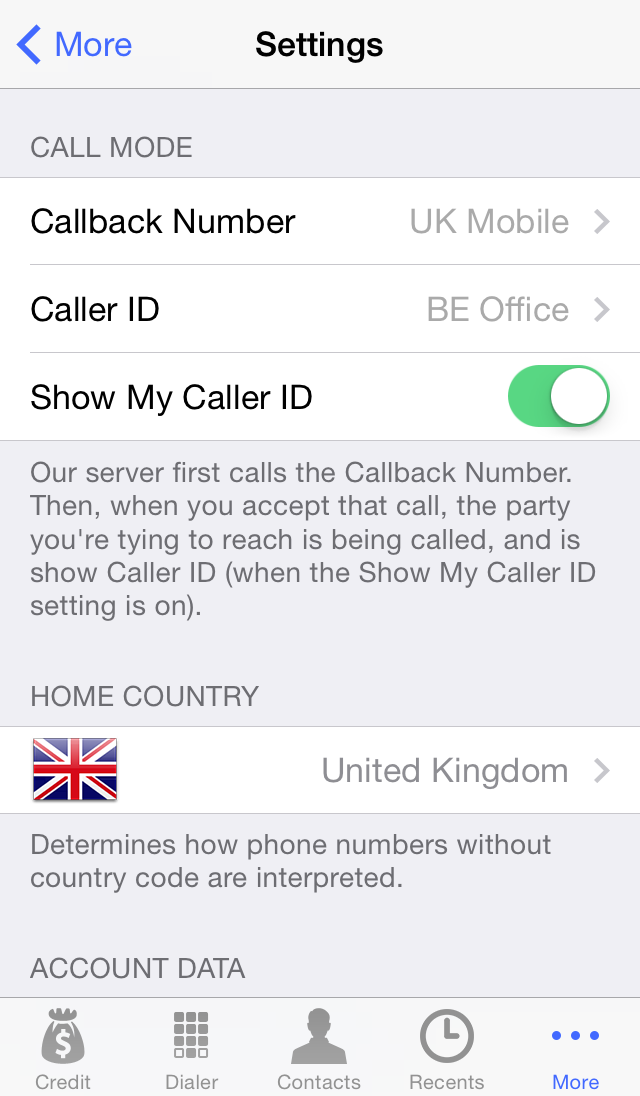 More
Settings
CALL MODE
Callback Number
UK Mobile
Caller ID
BE Office
Show My Caller ID
Our server first calls the Callback Number.
Then, when you accept that call, the party
you're tying to reach is being called, and is
show Caller ID (when the Show My Caller ID
setting is on).
HOME COUNTRY
United Kingdom
Determines how phone numbers without
country code are interpreted.
ACCOUNT DATA
$
Credit
Dialer
Contacts
Recents
More